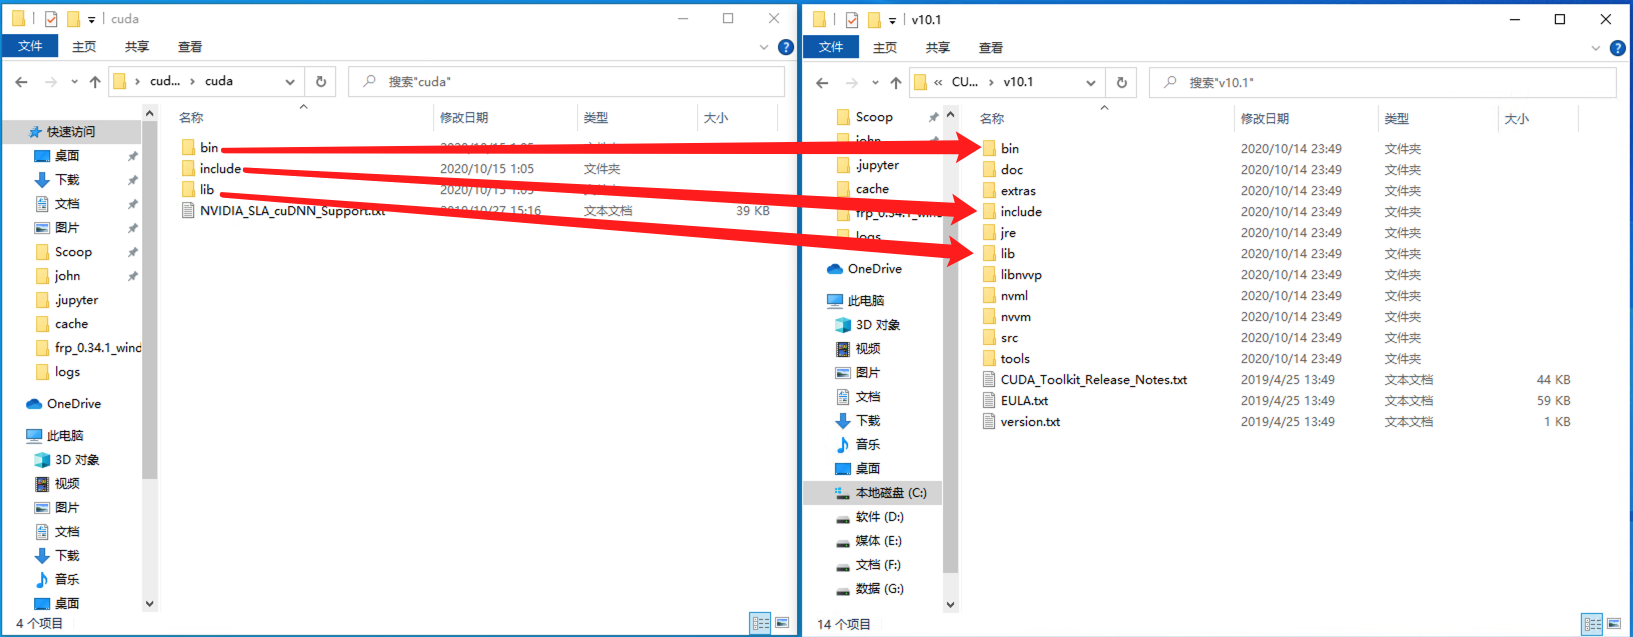 cuda
文件 主页 共享 查看
cud... cuda 搜索"cuda"
名称 修改日期 类型 大小
快速访问
桌面
下载
文档
图片
Scoop
john
.jupyter
cache
frp_0.34.1_wind
logs
OneDrive
此电脑
3D 对象
视频
图片
文档
下载
音乐
桌面
bin 2020/10/15 1:05
include 2020/10/15 1:05 文件夹
lib 2020/10/15 1:05
NVIDIA_SLA_cuDNN_Support.txt 2019/10/27 15:16 文本文档 39 KB
4 个项目
v10.1
文件 主页 共享 查看
« CU... v10.1 搜索"v10.1"
名称 修改日期 类型 大小
Scoop
john
.jupyter
cache
frp_0.34.1_wind
logs
OneDrive
此电脑
3D 对象
视频
图片
文档
下载
音乐
桌面
本地磁盘 (C:)
软件 (D:)
媒体 (E:)
文档 (F:)
数据 (G:)
bin 2020/10/14 23:49 文件夹
doc 2020/10/14 23:49 文件夹
extras 2020/10/14 23:49 文件夹
include 2020/10/14 23:49 文件夹
jre 2020/10/14 23:49 文件夹
lib 2020/10/14 23:49 文件夹
libnvvp 2020/10/14 23:49 文件夹
nvml 2020/10/14 23:49 文件夹
nvvm 2020/10/14 23:49 文件夹
src 2020/10/14 23:49 文件夹
tools 2020/10/14 23:49 文件夹
CUDA_Toolkit_Release_Notes.txt 2019/4/25 13:49 文本文档 44 KB
EULA.txt 2019/4/25 13:49 文本文档 59 KB
version.txt 2019/4/25 13:49 文本文档 1 KB
14 个项目